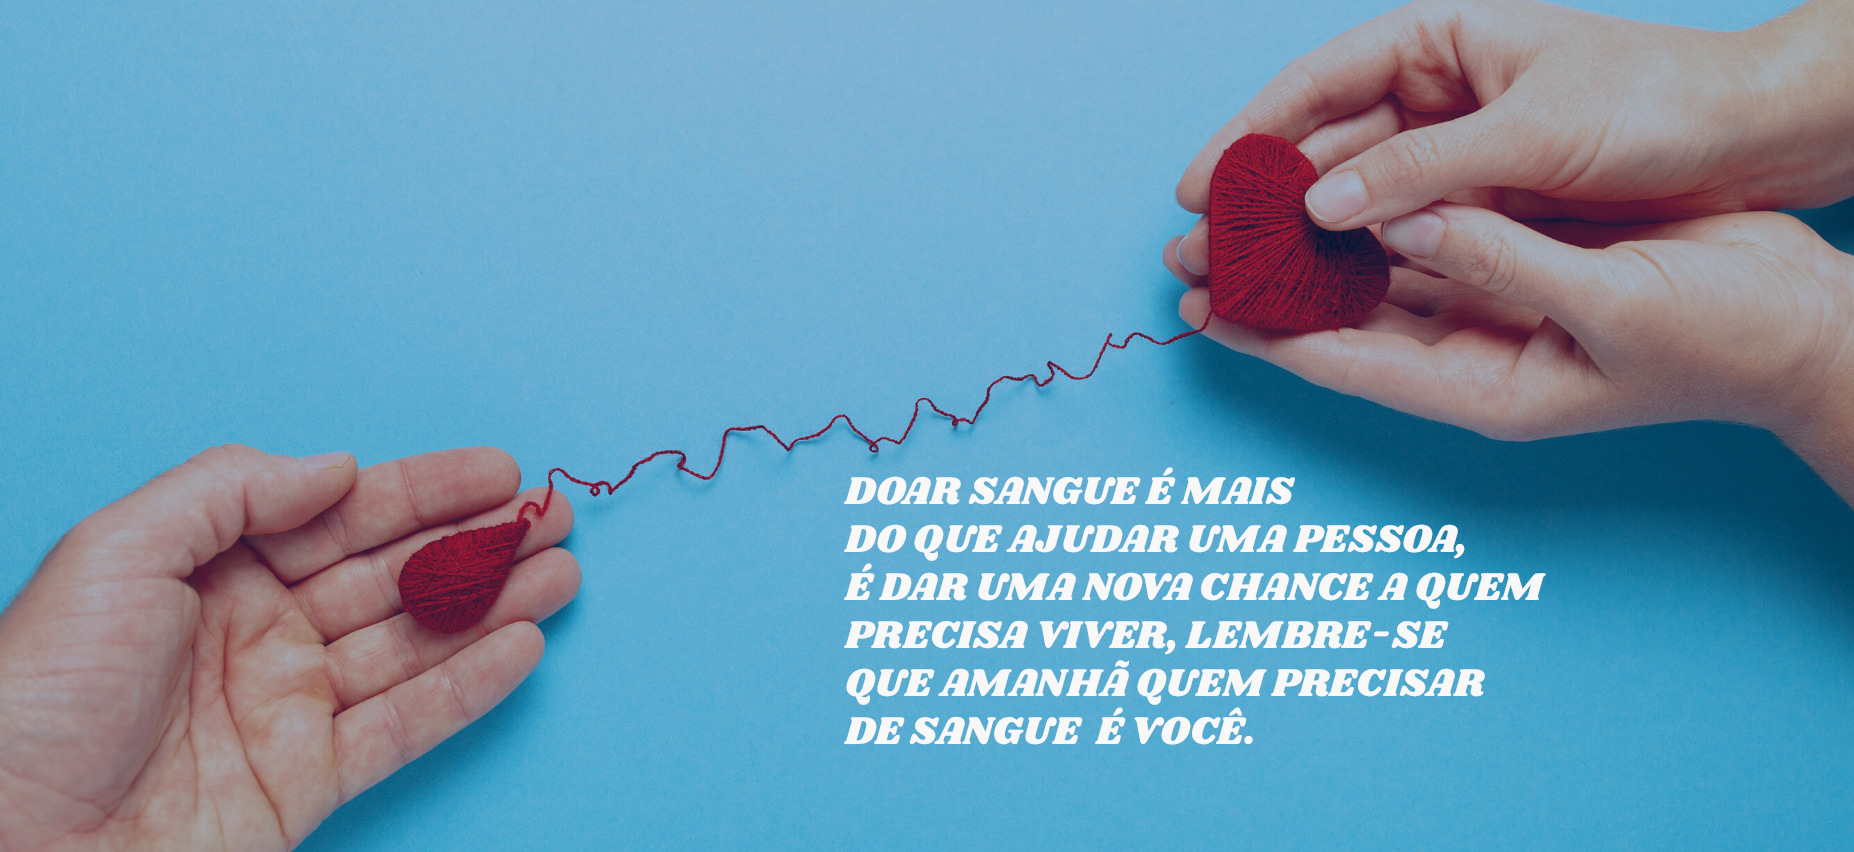 DOAR SANGUE É MAIS
DO QUE AJUDAR UMA PESSOA,
É DAR UMA NOVA CHANCE A QUEM
PRECISA VIVER, LEMBRE-SE
QUE AMANHÃ QUEM PRECISAR
DE SANGUE É VOCÊ.